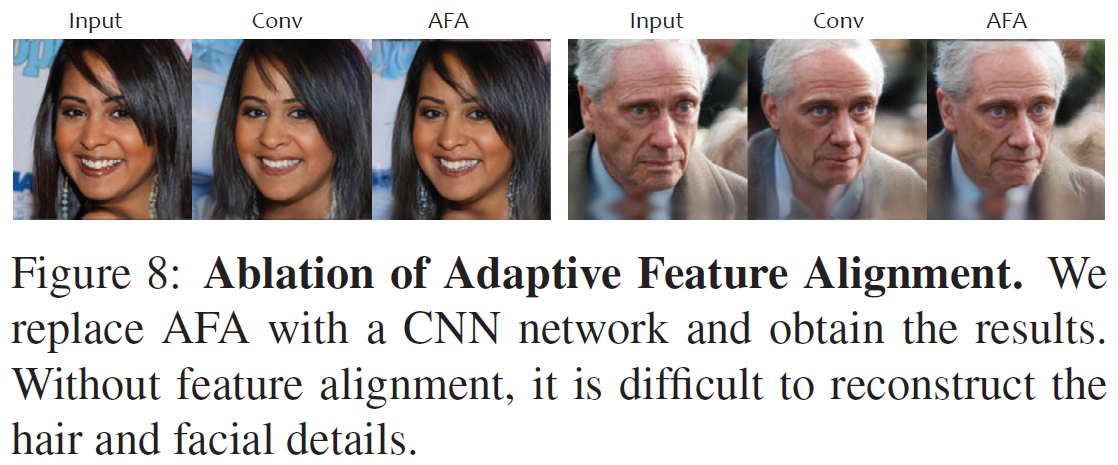 Input Conv AFA Input Conv AFA
Figure 8: Ablation of Adaptive Feature Alignment. We
replace AFA with a CNN network and obtain the results.
Without feature alignment, it is difficult to reconstruct the
hair and facial details.